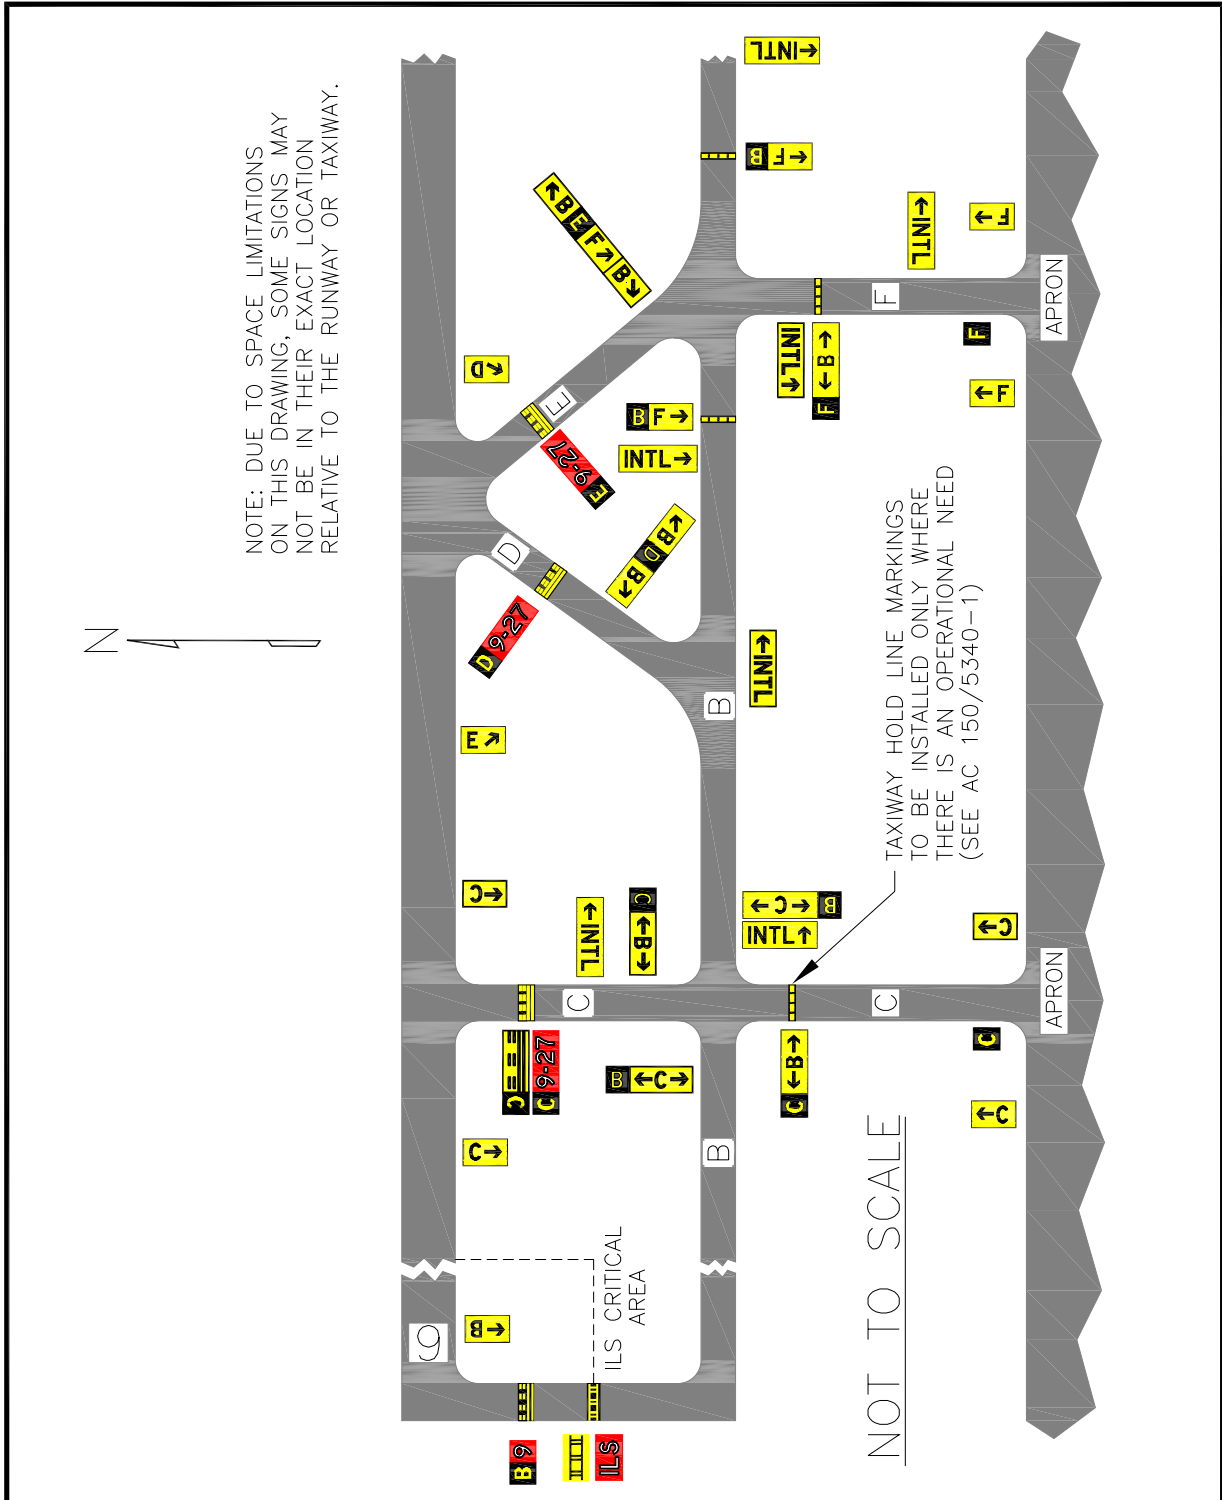 NOTE: DUE TO SPACE LIMITATIONS
ON THIS DRAWING, SOME SIGNS MAY
NOT BE IN THEIR EXACT LOCATION
RELATIVE TO THE RUNWAY OR TAXIWAY.
N
9
B 9
ILS
B→
ILS CRITICAL
AREA
C→
C
C 9-27
B ←C→
B
C ←B→
←C
C
APRON
C
C
←C
←INTL
C ←B→
←C
INTL↑
B ←C→
TAXIWAY HOLD LINE MARKINGS
TO BE INSTALLED ONLY WHERE
THERE IS AN OPERATIONAL NEED
(SEE AC 150/5340-1)
E↗
D 9-27
D
B
←INTL
←B D B→
E 9-27
E
INTL→
B F→
D
←B E F↗ B→
INTL→
F ←B→
←F
F
F
APRON
←INTL
←F
B F→
←INTL
NOT TO SCALE